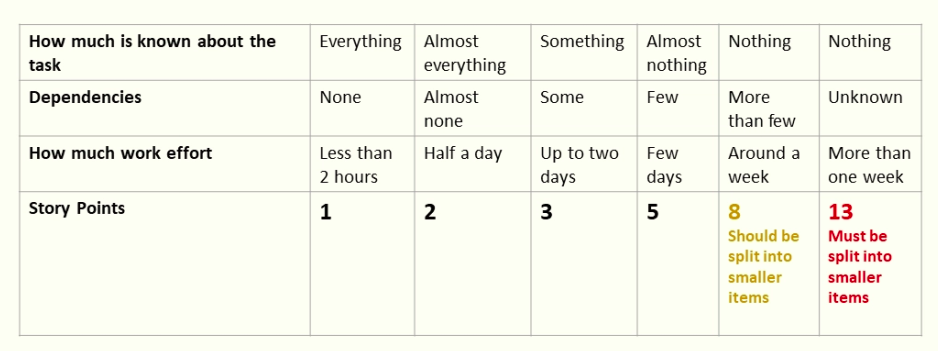 How much is known about the task Everything Almost everything Something Almost nothing Nothing Nothing
Dependencies None Almost none Some Few More than few Unknown
How much work effort Less than 2 hours Half a day Up to two days Few days Around a week More than one week
Story Points 1 2 3 5 8 Should be split into smaller items 13 Must be split into smaller items